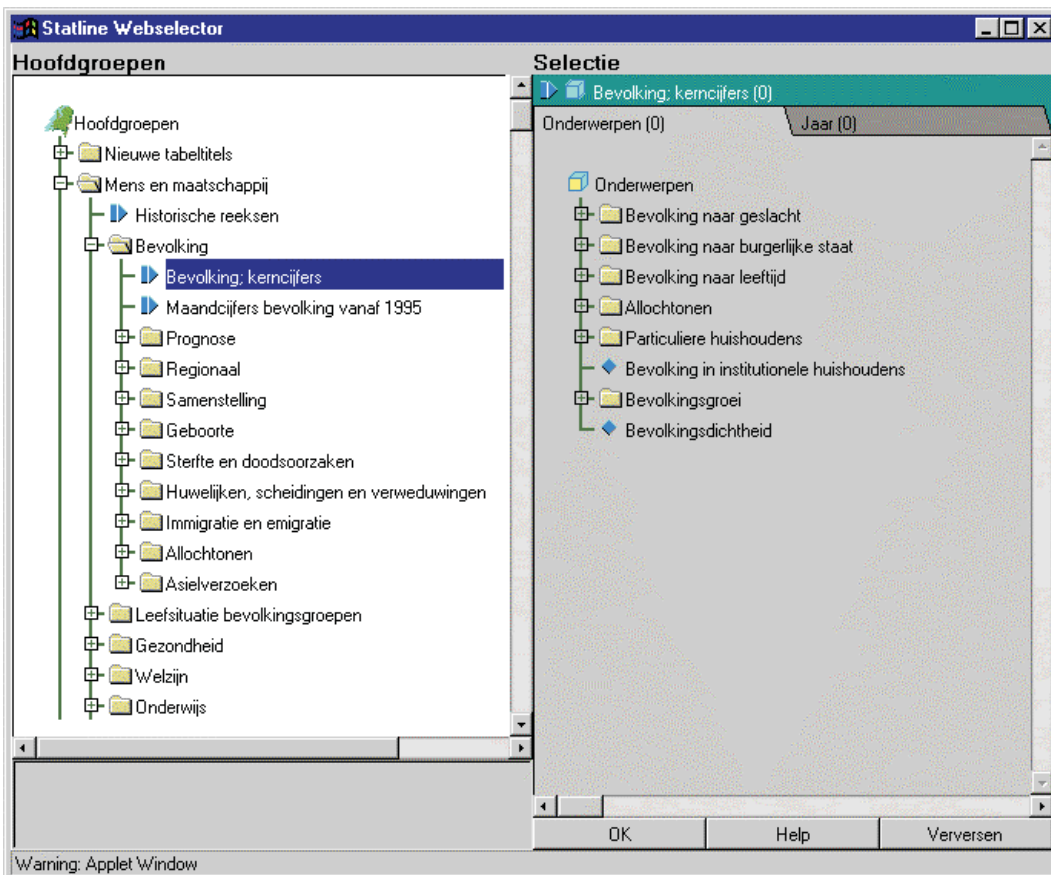 Statline Webselector
Hoofdgroepen
Hoofdgroepen
Nieuwe tabeltitels
Mens en maatschappij
Historische reeksen
Bevolking
Bevolking; kerncijfers
Maandcijfers bevolking vanaf 1995
Prognose
Regionaal
Samenstelling
Geboorte
Sterfte en doodsoorzaken
Huwelijken, scheidingen en verweduwingen
Immigratie en emigratie
Allochtonen
Asielverzoeken
Leefsituatie bevolkingsgroepen
Gezondheid
Welzijn
Onderwijs
Selectie
Bevolking; kerncijfers (0)
Onderwerpen (0) Jaar (0)
Onderwerpen
Bevolking naar geslacht
Bevolking naar burgerlijke staat
Bevolking naar leeftijd
Allochtonen
Particuliere huishoudens
Bevolking in institutionele huishoudens
Bevolkingsgroei
Bevolkingsdichtheid
OK Help Verversen
Warning: Applet Window